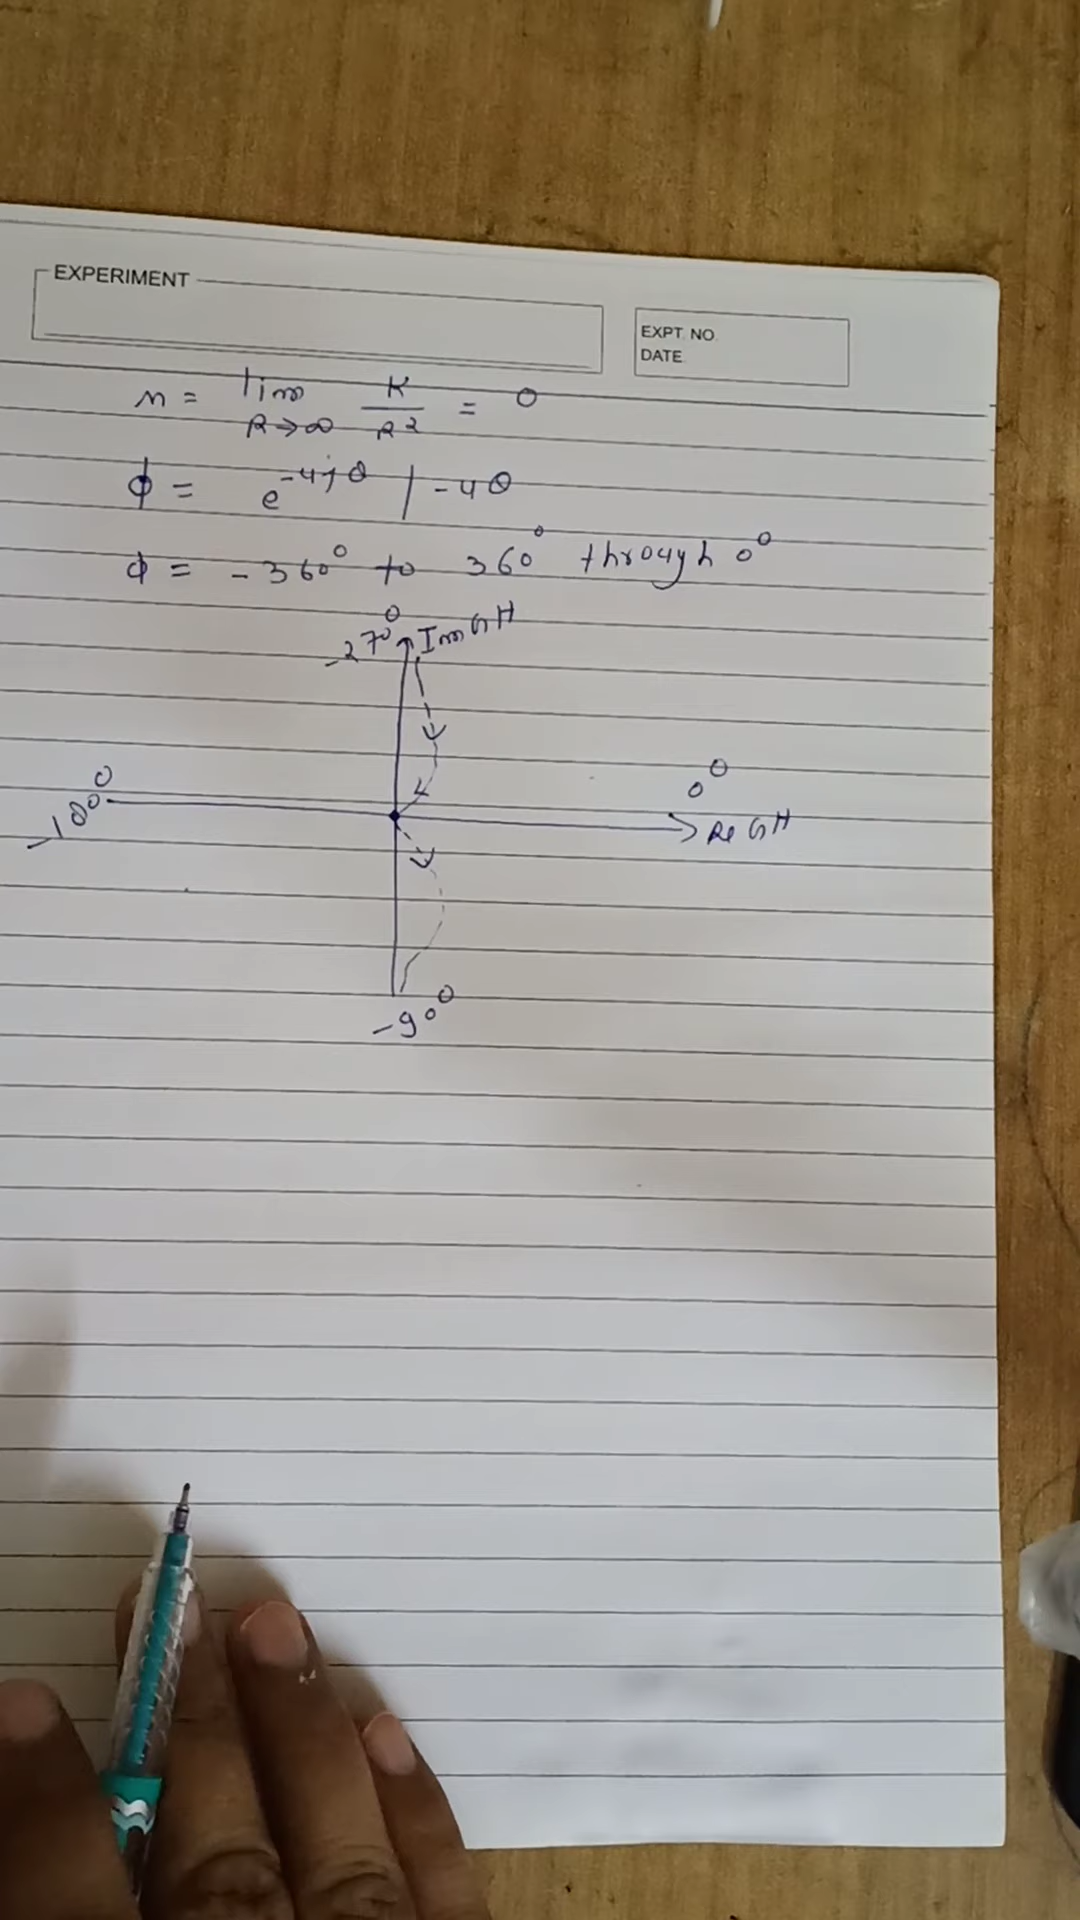 EXPERIMENT
EXPT. NO.
DATE
m = lim K/R² = 0
R→∞
ϕ = e^-4jθ | -4θ
ϕ = -360° to 360° through 0°
-270° Im GH
-180° 0°
Re GH
-90°